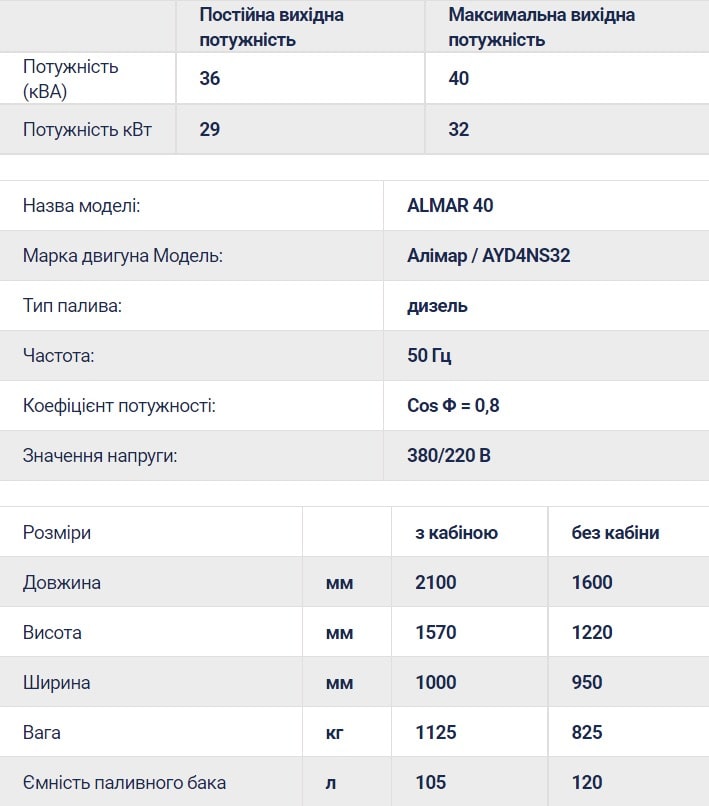 Постійна вихідна потужність Максимальна вихідна потужність
Потужність (кВА) 36 40
Потужність кВт 29 32
Назва моделі: ALMAR 40
Марка двигуна Модель: Алімар / AYD4NS32
Тип палива: дизель
Частота: 50 Гц
Коефіцієнт потужності: Cos Ф = 0,8
Значення напруги: 380/220 В
Розміри з кабіною без кабіни
Довжина мм 2100 1600
Висота мм 1570 1220
Ширина мм 1000 950
Вага кг 1125 825
Ємність паливного бака л 105 120